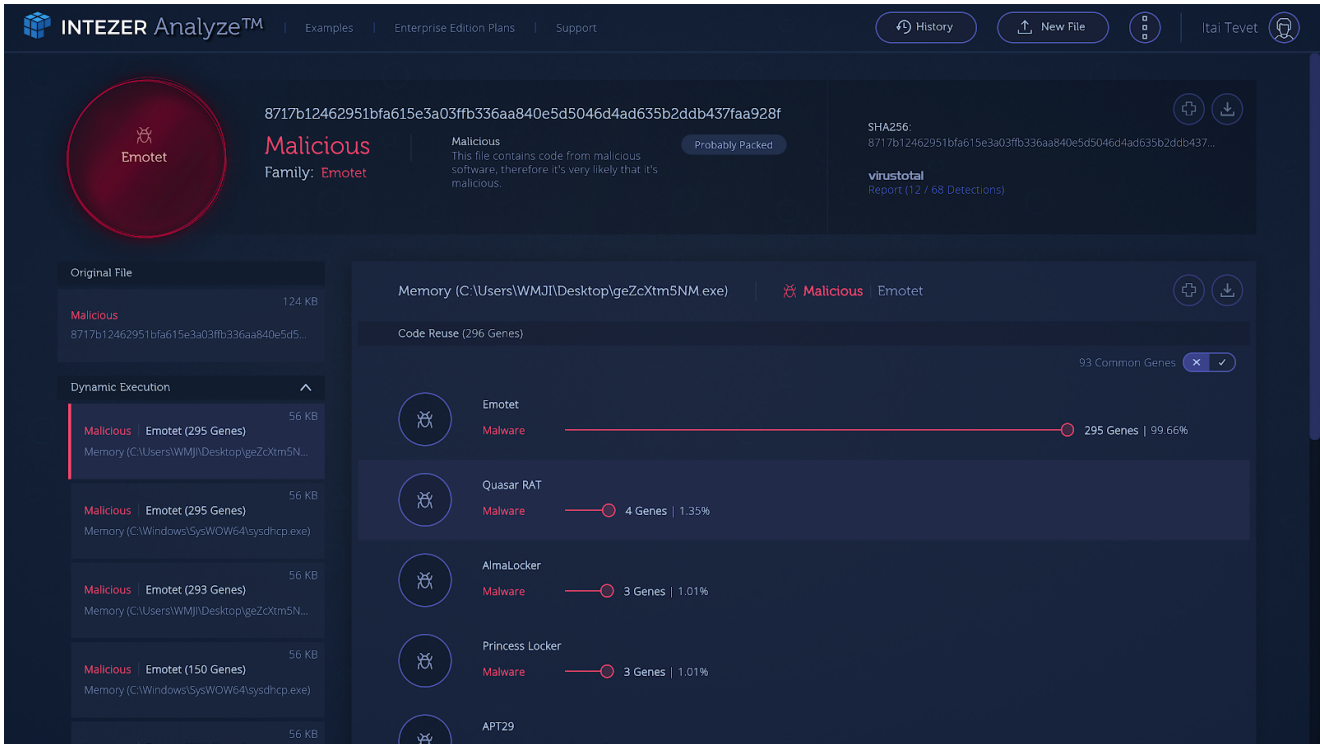 INTEZER Analyze™
Examples
Enterprise Edition Plans
Support
History
New File
Itai Tevet
Emotet
8717b12462951bfa615e3a03ffb336aa840e5d5046d4ad635b2ddb437faa928f
Malicious
Family: Emotet
Malicious
This file contains code from malicious
software, therefore it's very likely that it's
malicious.
Probably Packed
SHA256:
8717b12462951bfa615e3a03ffb336aa840e5d5046d4ad635b2ddb437...
virustotal
Report (12 / 68 Detections)
Original File
124 KB
Malicious
8717b12462951bfa615e3a03ffb336aa840e5d5...
Dynamic Execution
56 KB
Malicious | Emotet (295 Genes)
Memory (C:\Users\WMJI\Desktop\geZcXtm5N...
56 KB
Malicious | Emotet (295 Genes)
Memory (C:\Windows\SysWOW64\sysdhcp.exe)
56 KB
Malicious | Emotet (293 Genes)
Memory (C:\Users\WMJI\Desktop\geZcXtm5N...
56 KB
Malicious | Emotet (150 Genes)
Memory (C:\Windows\SysWOW64\sysdhcp.exe)
56 KB
Memory (C:\Users\WMJI\Desktop\geZcXtm5NM.exe)
Malicious | Emotet
Code Reuse (296 Genes)
93 Common Genes
Emotet
Malware
295 Genes | 99.66%
Quasar RAT
Malware
4 Genes | 1.35%
AlmaLocker
Malware
3 Genes | 1.01%
Princess Locker
Malware
3 Genes | 1.01%
APT29